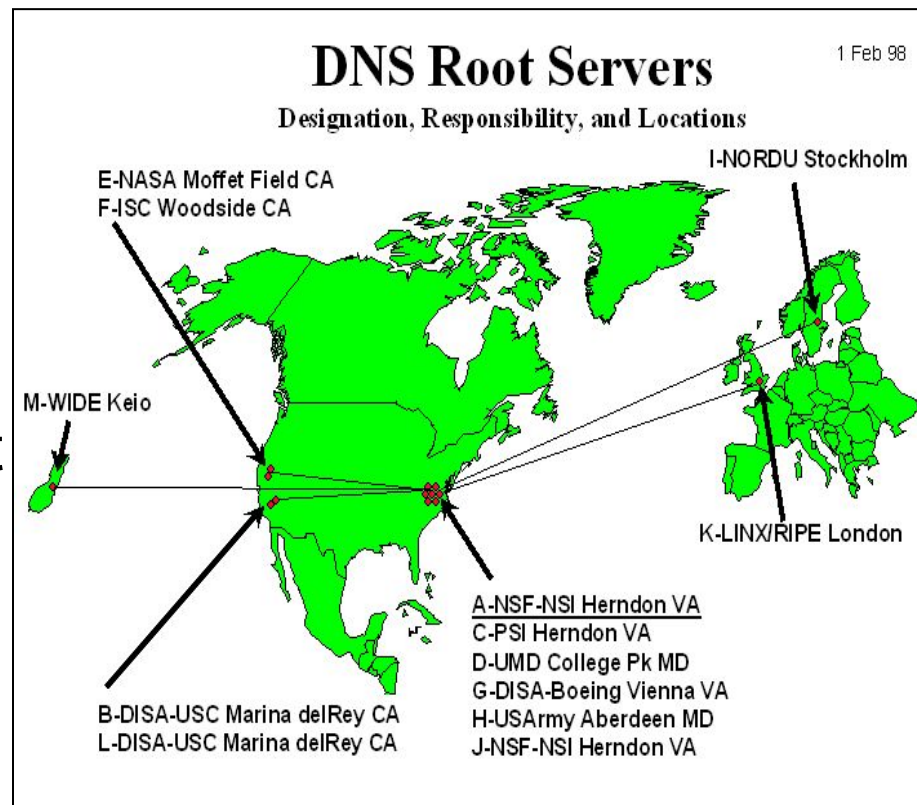 DNS Root Servers
1 Feb 98
Designation, Responsibility, and Locations
I-NORDU Stockholm
E-NASA Moffet Field CA
F-ISC Woodside CA
M-WIDE Keio
K-LINX/RIPE London
A-NSF-NSI Herndon VA
C-PSI Herndon VA
D-UMD College Pk MD
G-DISA-Boeing Vienna VA
H-USArmy Aberdeen MD
J-NSF-NSI Herndon VA
B-DISA-USC Marina delRey CA
L-DISA-USC Marina delRey CA